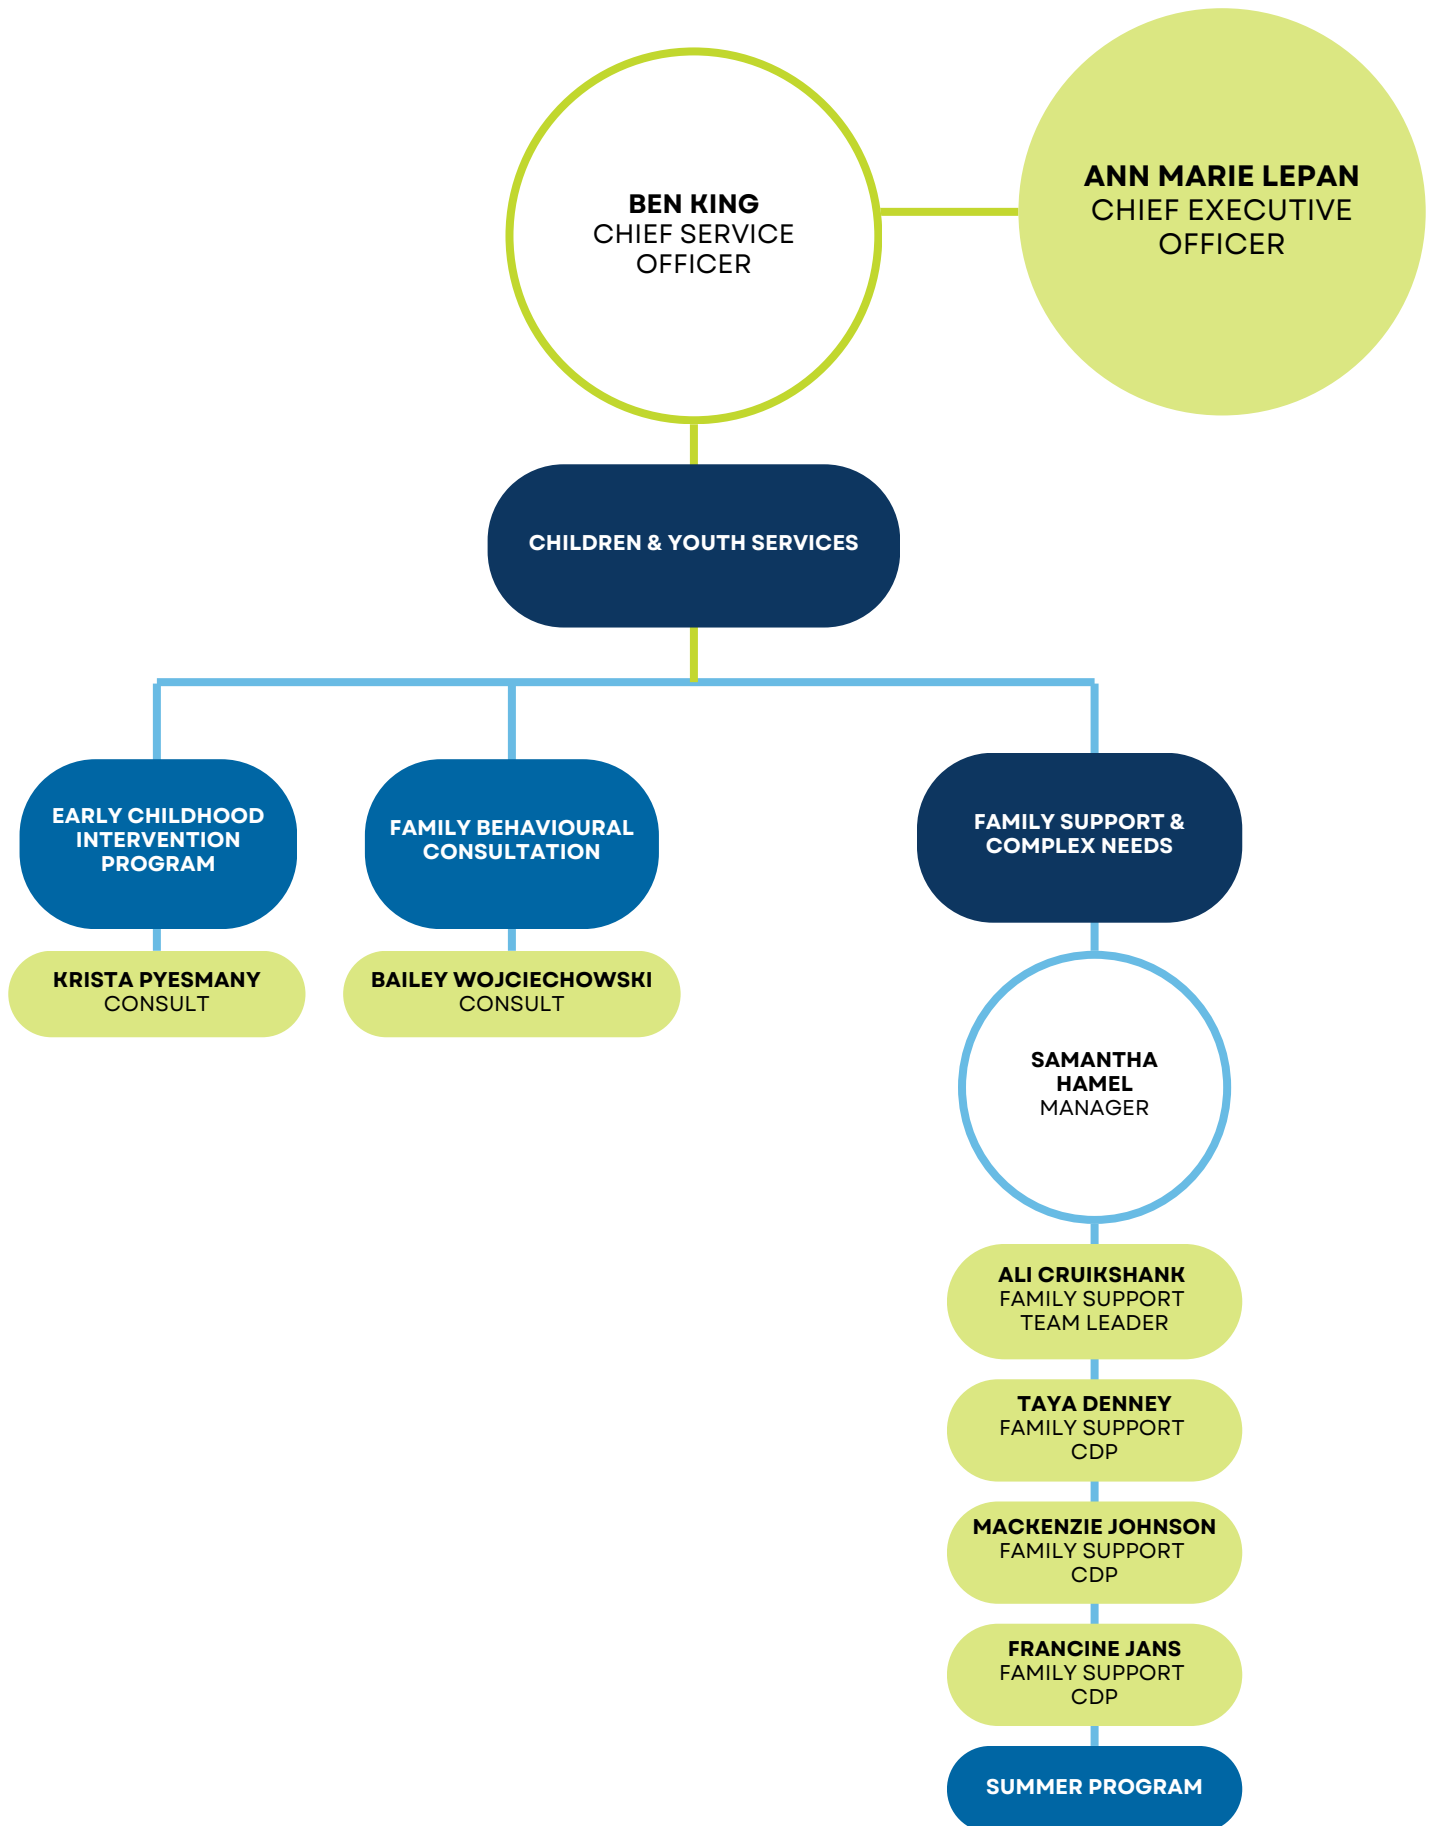 BEN KING
CHIEF SERVICE
OFFICER
ANN MARIE LEPAN
CHIEF EXECUTIVE
OFFICER
CHILDREN & YOUTH SERVICES
EARLY CHILDHOOD
INTERVENTION
PROGRAM
KRISTA PYESMANY
CONSULT
FAMILY BEHAVIOURAL
CONSULTATION
BAILEY WOJCIECHOWSKI
CONSULT
FAMILY SUPPORT &
COMPLEX NEEDS
SAMANTHA
HAMEL
MANAGER
ALI CRUIKSHANK
FAMILY SUPPORT
TEAM LEADER
TAYA DENNEY
FAMILY SUPPORT
CDP
MACKENZIE JOHNSON
FAMILY SUPPORT
CDP
FRANCINE JANS
FAMILY SUPPORT
CDP
SUMMER PROGRAM